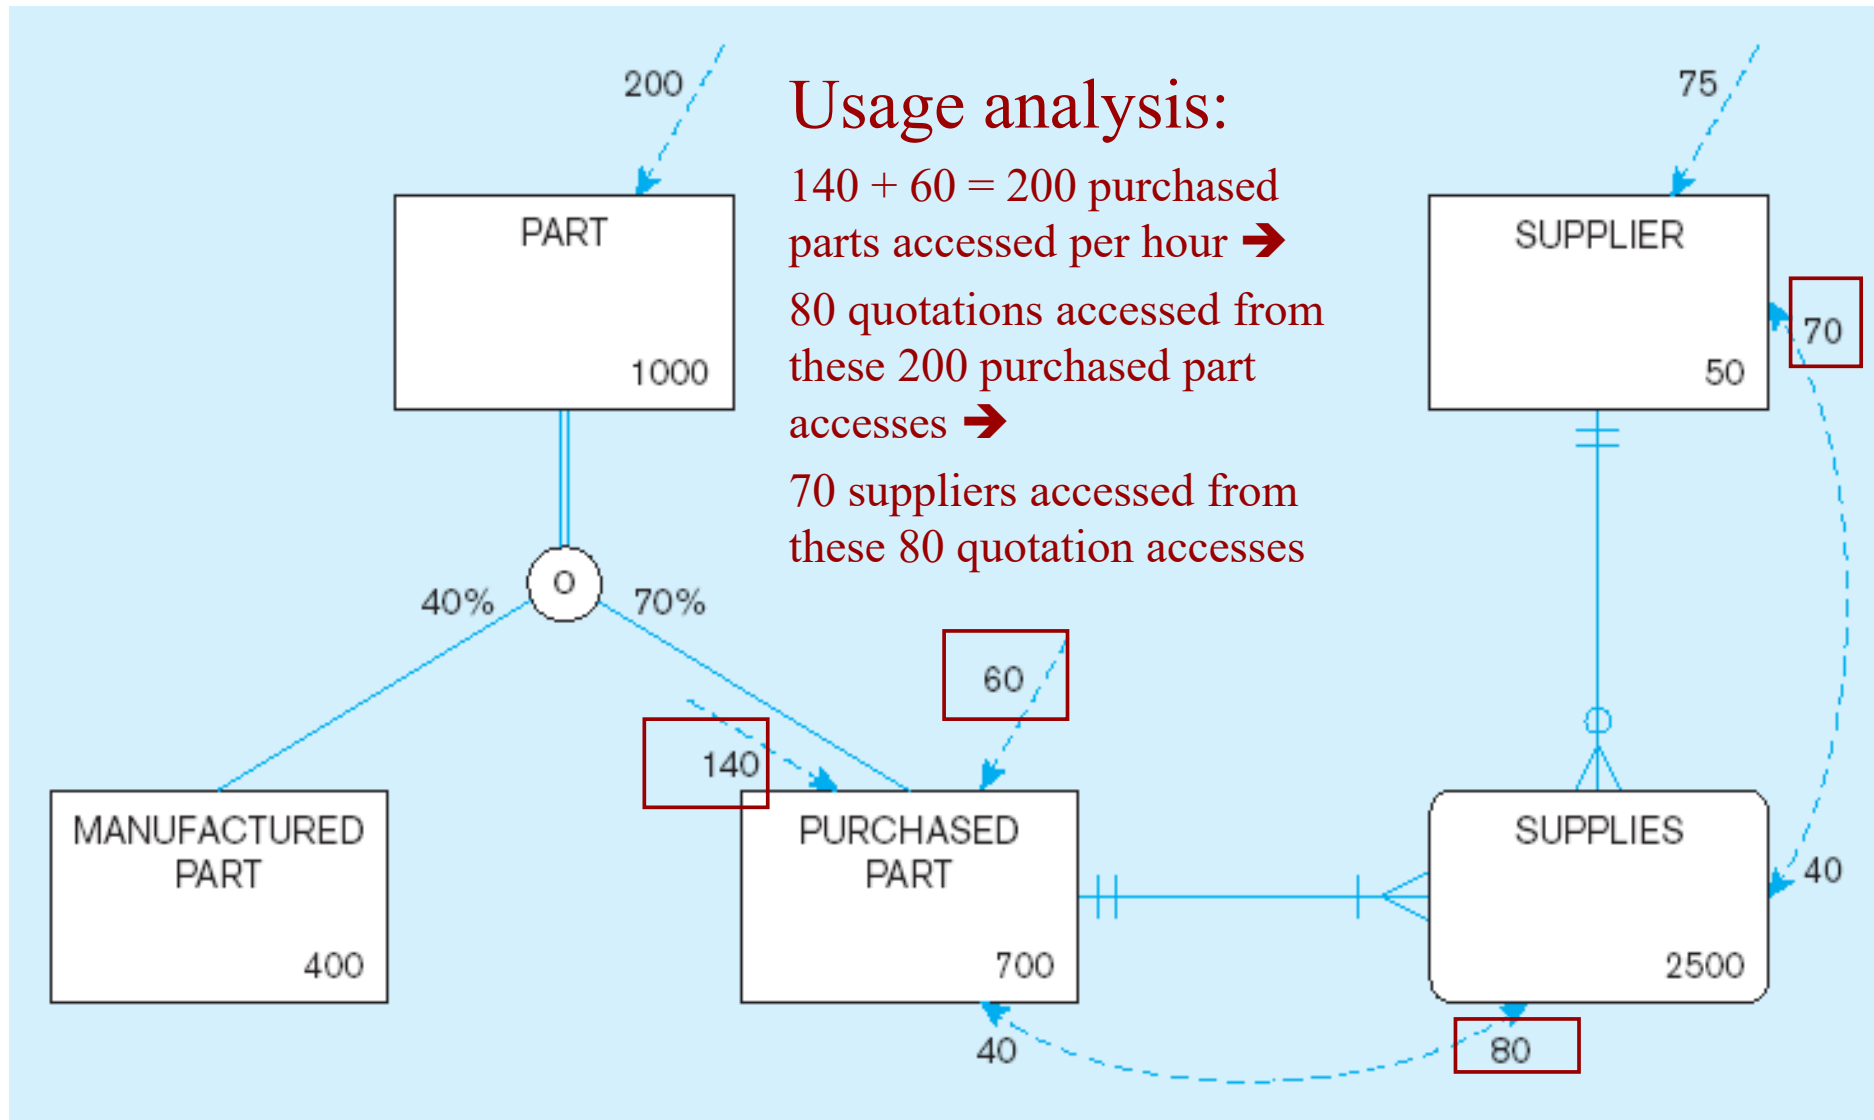 200
75
Usage analysis:
140 + 60 = 200 purchased
parts accessed per hour ➔
80 quotations accessed from
these 200 purchased part
accesses ➔
70 suppliers accessed from
these 80 quotation accesses
PART
1000
SUPPLIER
50
70
O
40%
70%
60
140
MANUFACTURED
PART
400
PURCHASED
PART
700
SUPPLIES
2500
40
40
80